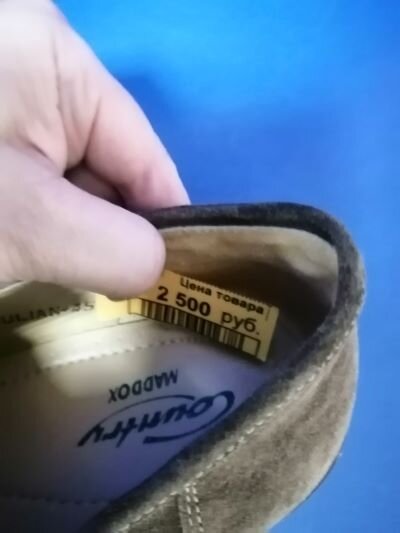 Цена товара
2 500 руб.
MADDOX
Country